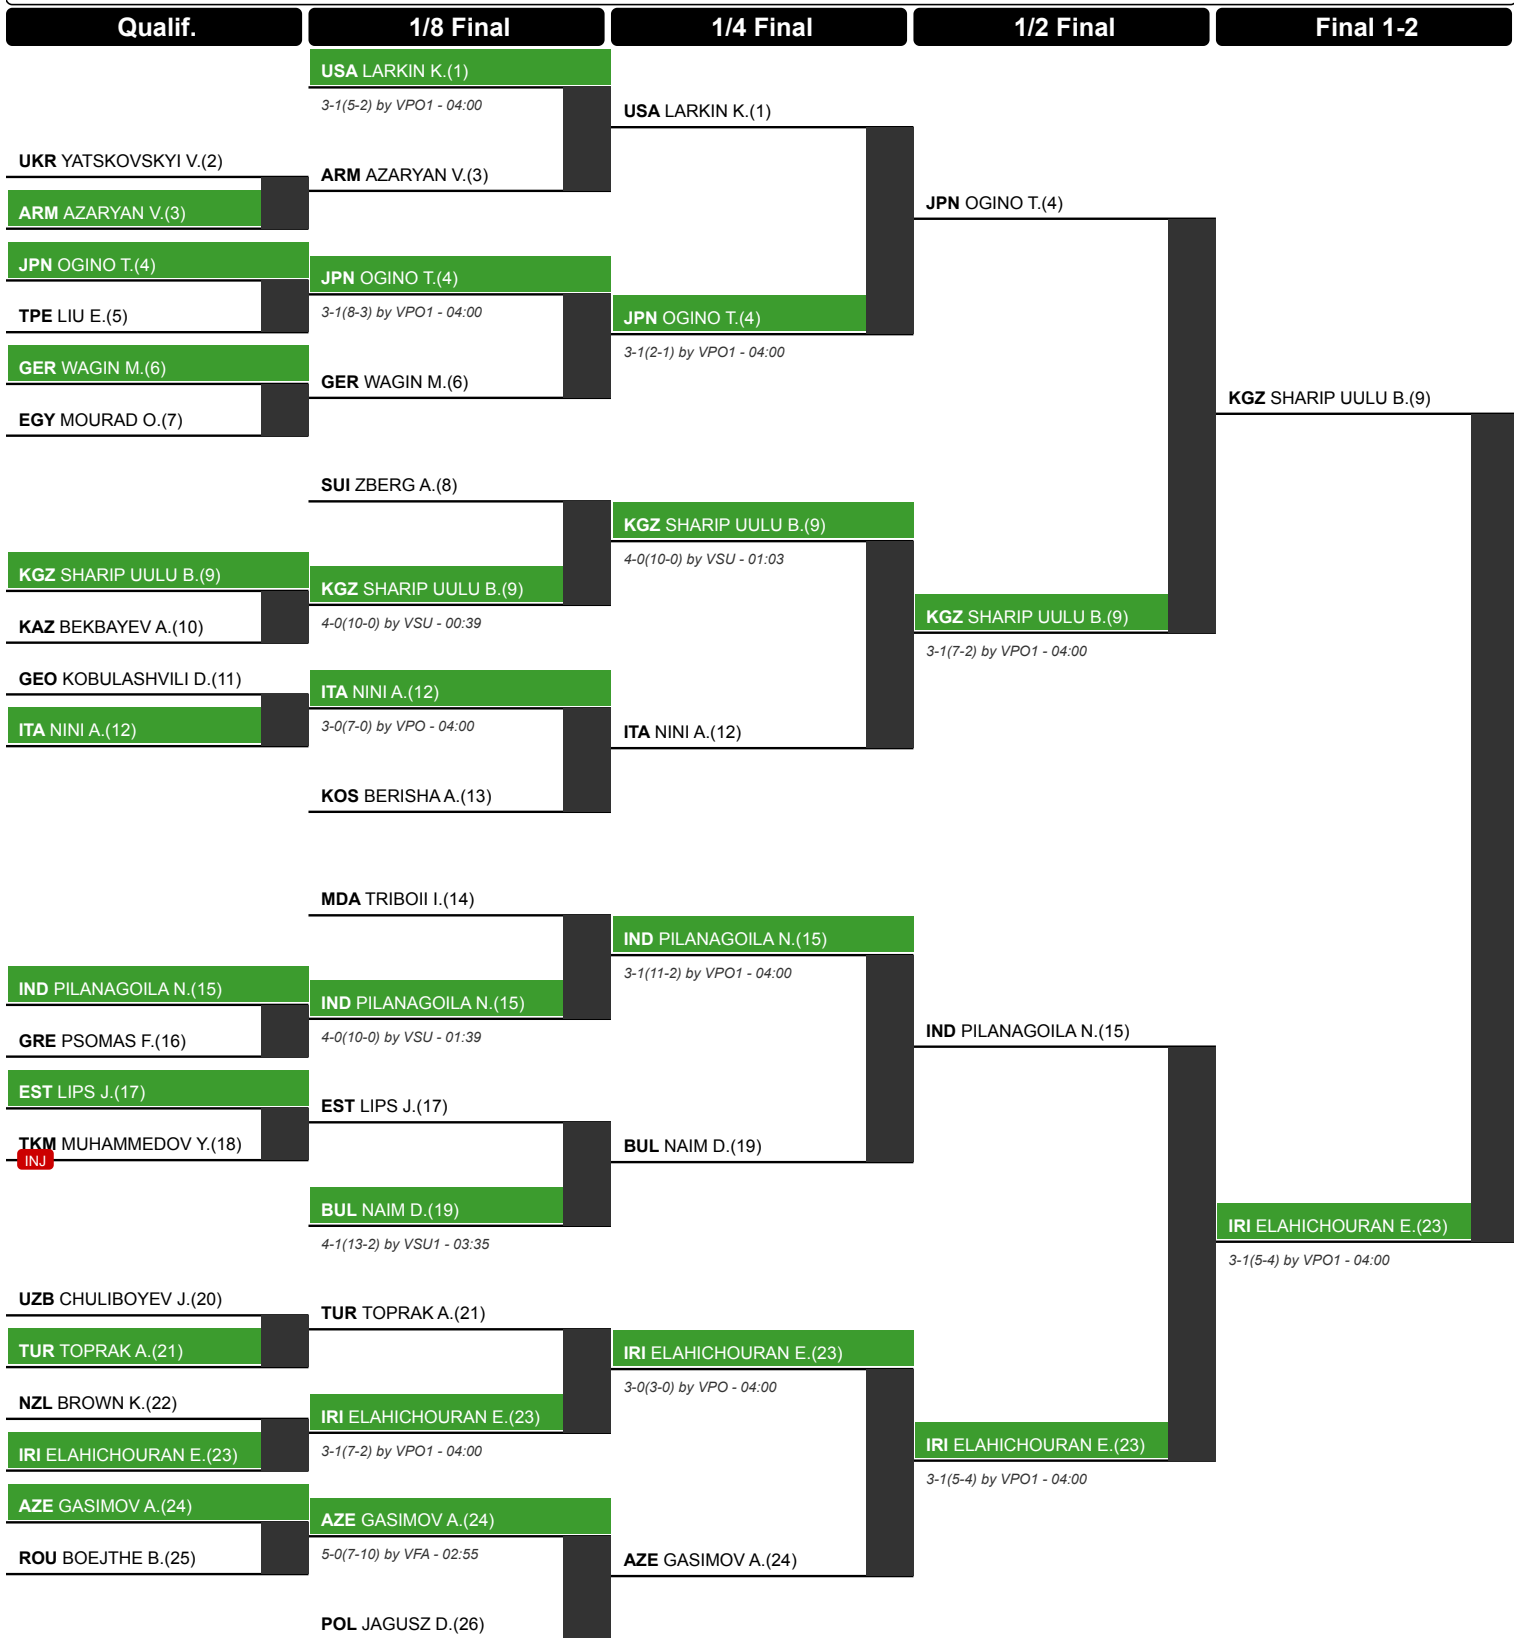 Qualif.
1/8 Final
1/4 Final
1/2 Final
Final 1-2
UKR YATSKOVSKYI V.(2)
ARM AZARYAN V.(3)
JPN OGINO T.(4)
TPE LIU E.(5)
GER WAGIN M.(6)
EGY MOURAD O.(7)
KGZ SHARIP UULU B.(9)
KAZ BEKBAYEV A.(10)
GEO KOBULASHVILI D.(11)
ITA NINI A.(12)
IND PILANAGOILA N.(15)
GRE PSOMAS F.(16)
EST LIPS J.(17)
TKM MUHAMMEDOV Y.(18)
INJ
UZB CHULIBOYEV J.(20)
TUR TOPRAK A.(21)
NZL BROWN K.(22)
IRI ELAHICHOURAN E.(23)
AZE GASIMOV A.(24)
ROU BOEJTHE B.(25)
USA LARKIN K.(1)
3-1(5-2) by VPO1 - 04:00
ARM AZARYAN V.(3)
JPN OGINO T.(4)
3-1(8-3) by VPO1 - 04:00
GER WAGIN M.(6)
SUI ZBERG A.(8)
KGZ SHARIP UULU B.(9)
4-0(10-0) by VSU - 00:39
ITA NINI A.(12)
3-0(7-0) by VPO - 04:00
KOS BERISHA A.(13)
MDA TRIBOII I.(14)
IND PILANAGOILA N.(15)
4-0(10-0) by VSU - 01:39
EST LIPS J.(17)
BUL NAIM D.(19)
4-1(13-2) by VSU1 - 03:35
TUR TOPRAK A.(21)
IRI ELAHICHOURAN E.(23)
3-1(7-2) by VPO1 - 04:00
AZE GASIMOV A.(24)
5-0(7-10) by VFA - 02:55
POL JAGUSZ D.(26)
USA LARKIN K.(1)
JPN OGINO T.(4)
3-1(2-1) by VPO1 - 04:00
KGZ SHARIP UULU B.(9)
4-0(10-0) by VSU - 01:03
ITA NINI A.(12)
IND PILANAGOILA N.(15)
3-1(11-2) by VPO1 - 04:00
BUL NAIM D.(19)
IRI ELAHICHOURAN E.(23)
3-0(3-0) by VPO - 04:00
AZE GASIMOV A.(24)
JPN OGINO T.(4)
KGZ SHARIP UULU B.(9)
3-1(7-2) by VPO1 - 04:00
IND PILANAGOILA N.(15)
IRI ELAHICHOURAN E.(23)
3-1(5-4) by VPO1 - 04:00
KGZ SHARIP UULU B.(9)
IRI ELAHICHOURAN E.(23)
3-1(5-4) by VPO1 - 04:00